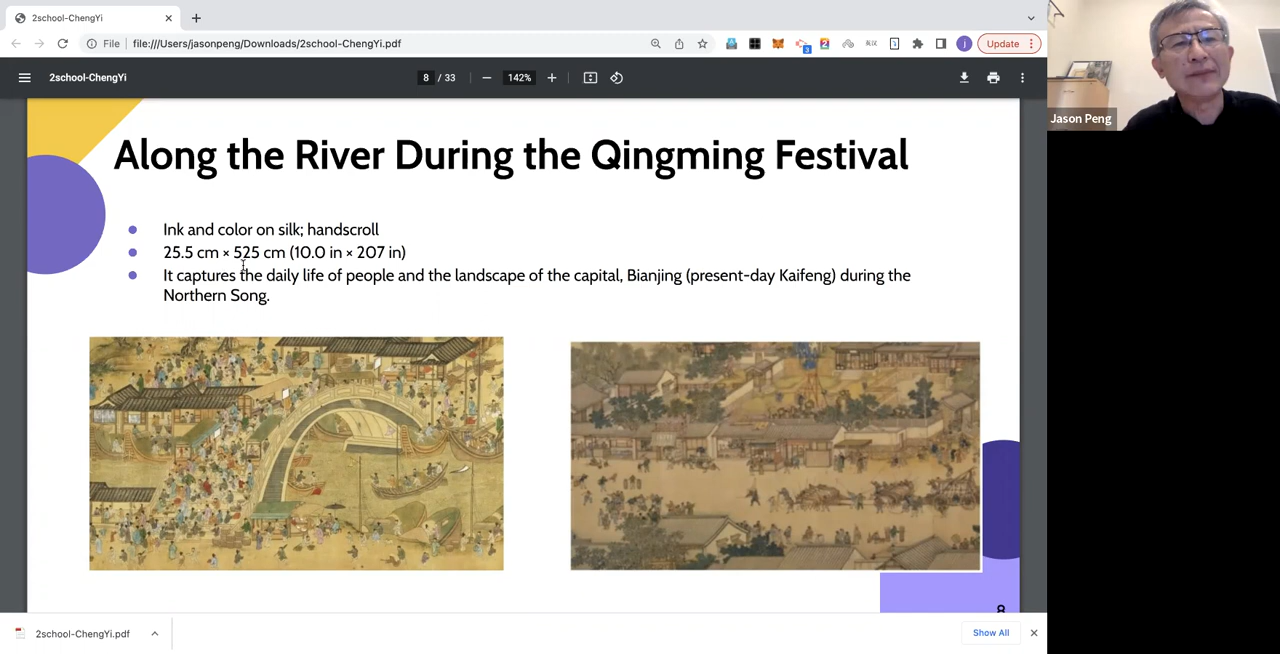 2school-ChengYi
File
file:///Users/jasonpeng/Downloads/2school-ChengYi.pdf
Update
2school-ChengYi
8 / 33
142%
Jason Peng
Along the River During the Qingming Festival
Ink and color on silk; handscroll
25.5 cm × 525 cm (10.0 in × 207 in)
It captures the daily life of people and the landscape of the capital, Bianjing (present-day Kaifeng) during the
Northern Song.
8
2school-ChengYi.pdf
Show All